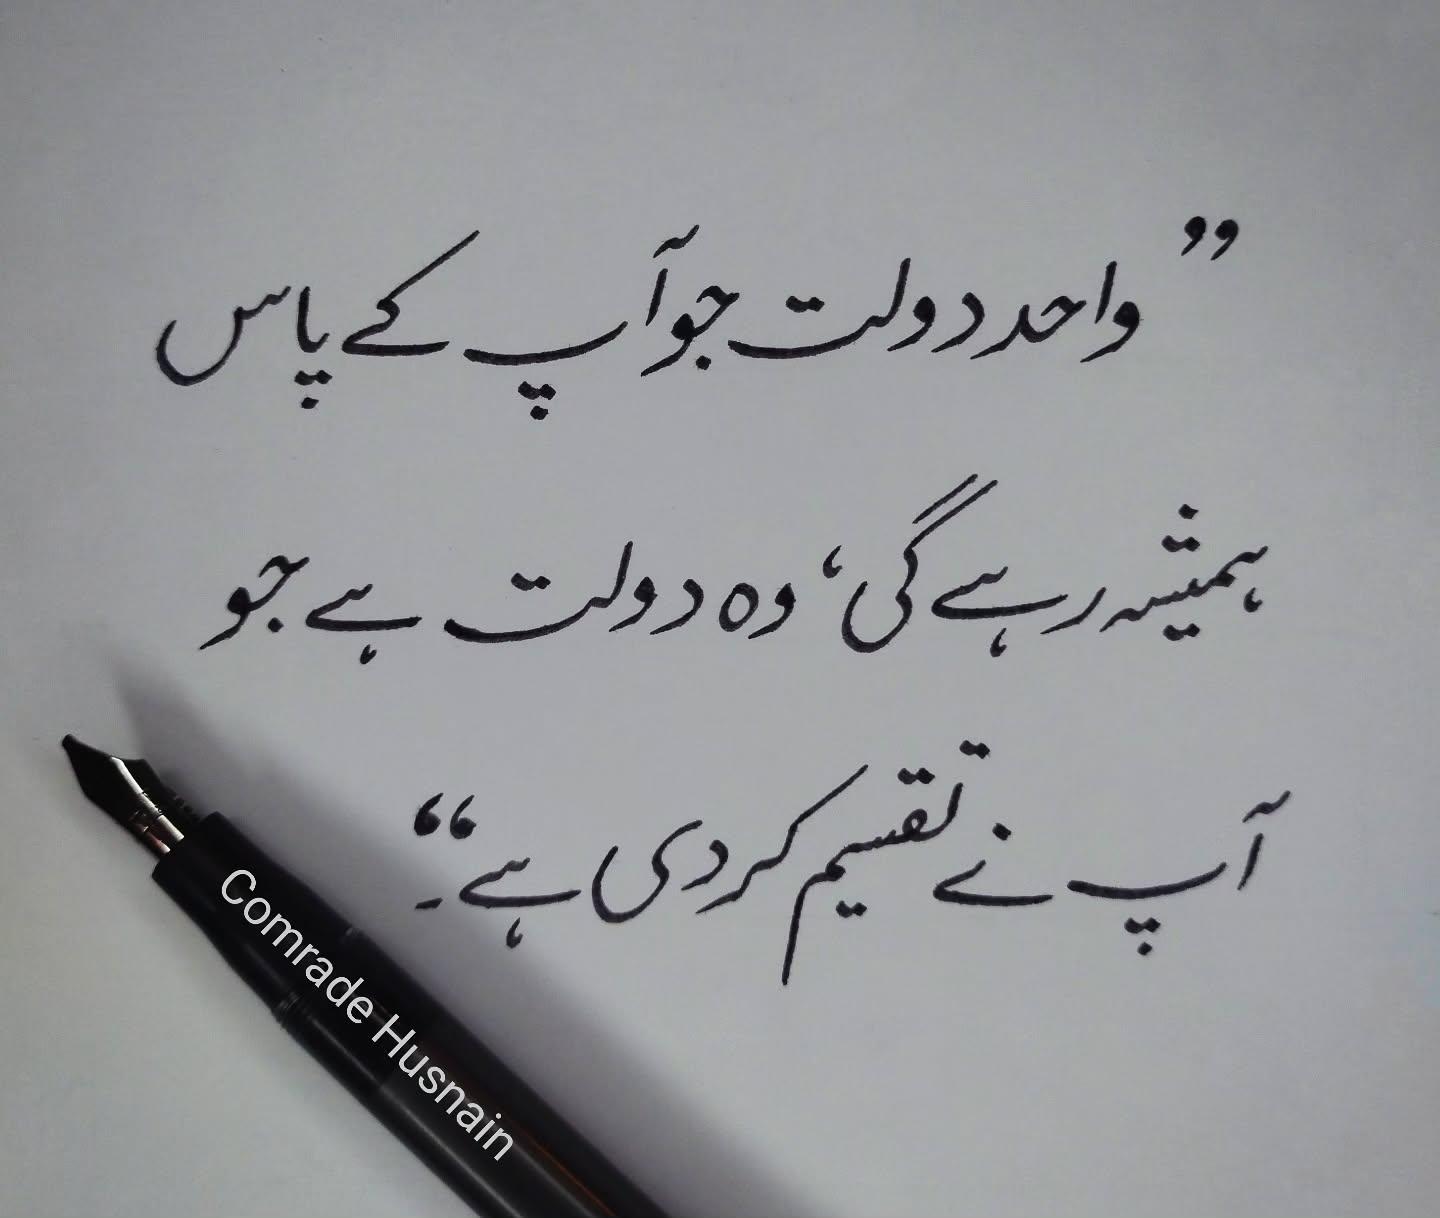 ”واحد دولت جو آپ کے پاس
ہمیشہ رہے گی، وہ دولت ہے جو
آپ نے تقسیم کر دی ہے۔“
Comrade Husnain